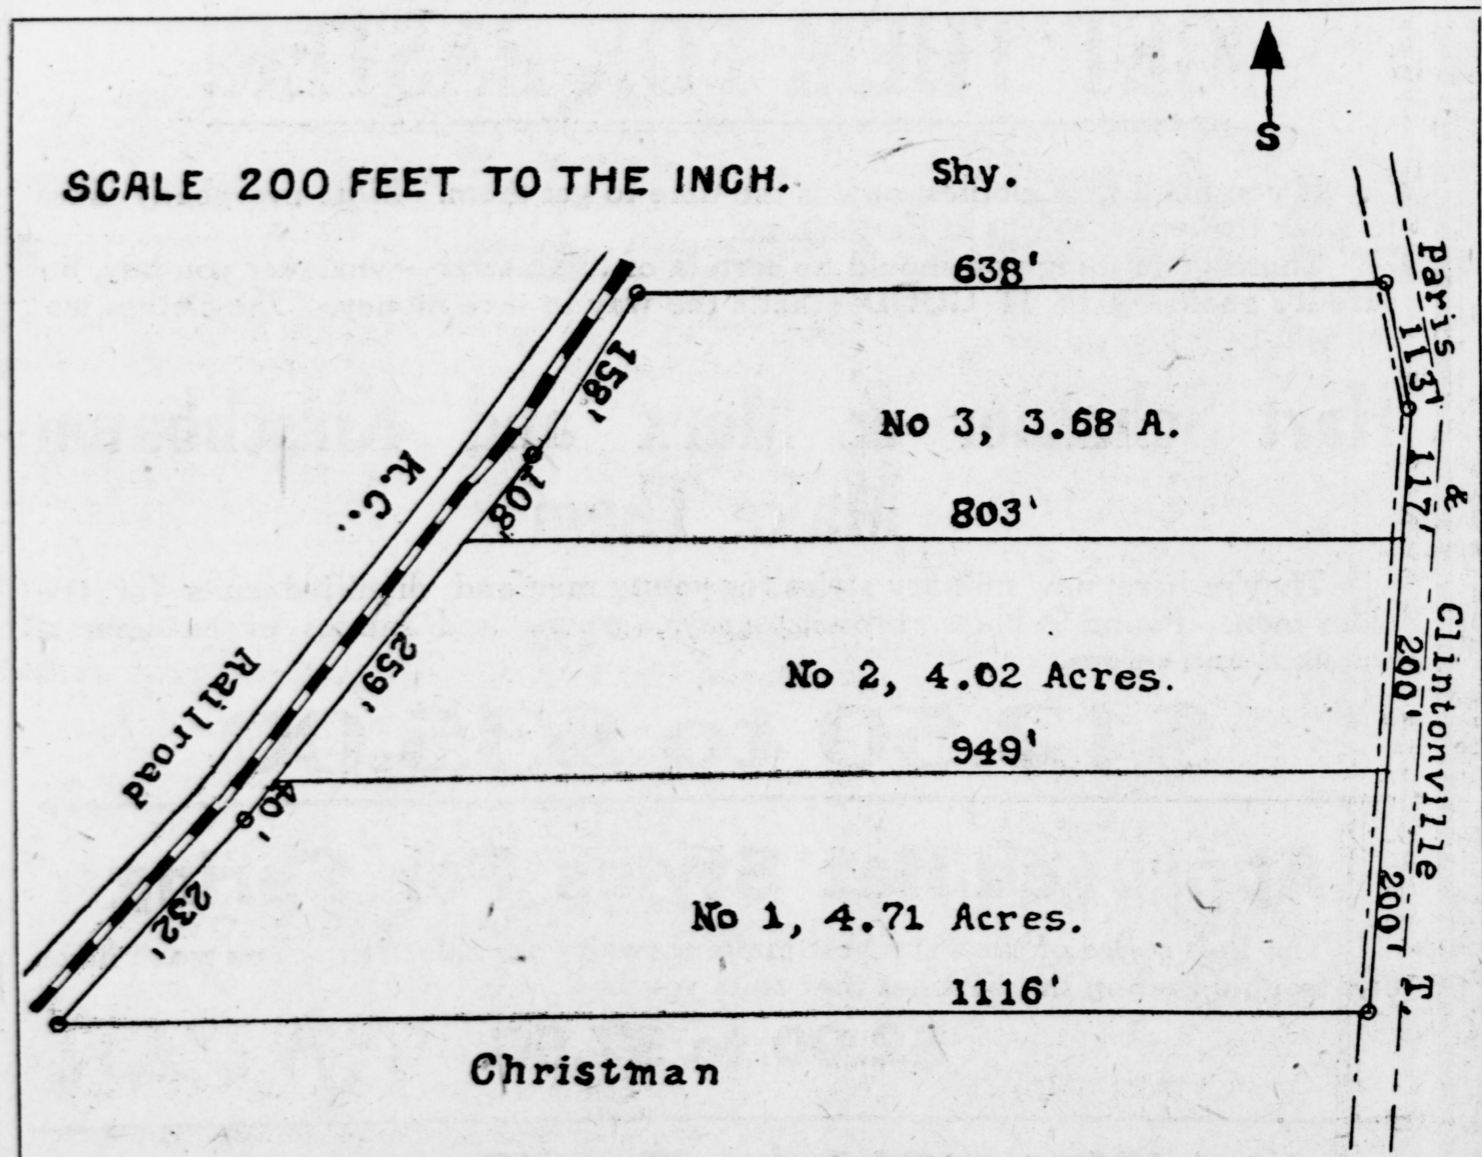 S
SCALE 200 FEET TO THE INCH.
Shy.
638'
Paris & Clintonville T.
113'
158'
No 3, 3.68 A.
K.C.
Railroad
108'
117'
803'
259'
No 2, 4.02 Acres.
200'
949'
40'
232'
No 1, 4.71 Acres.
200'
1116'
Christman